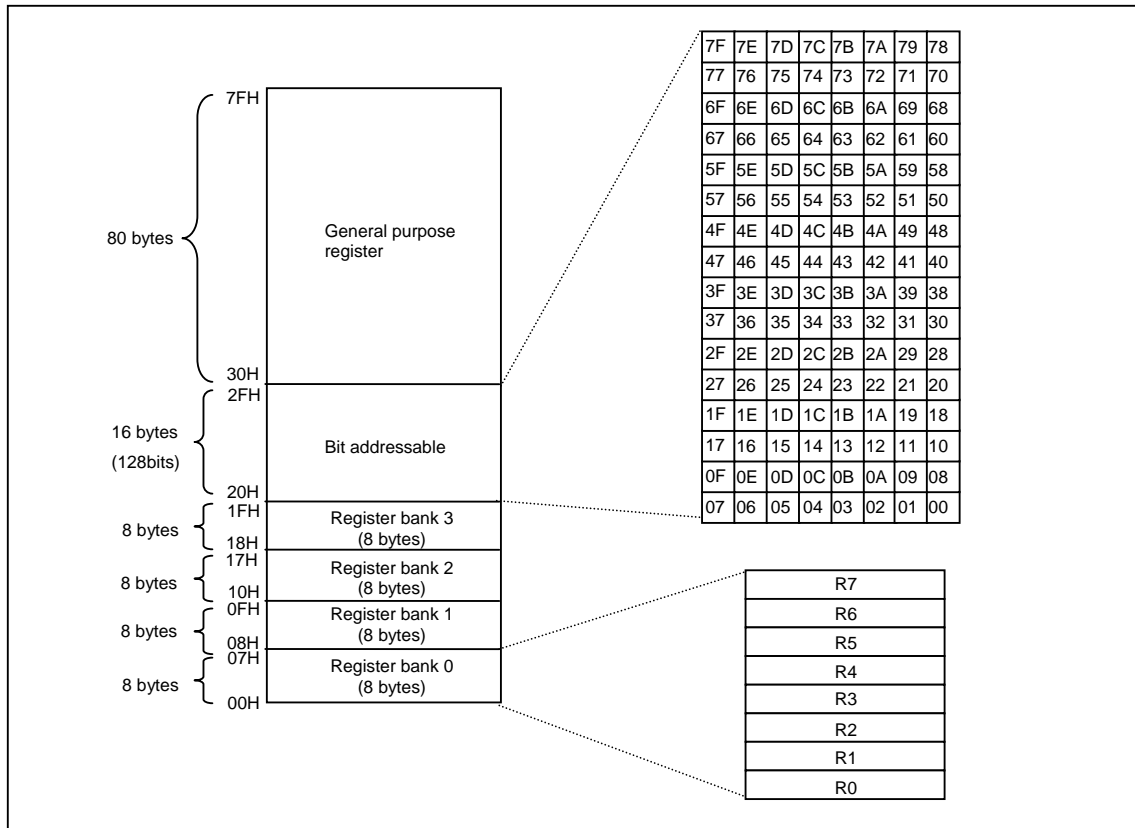 7FH
80 bytes
General purpose
register
30H
2FH
16 bytes
(128bits)
Bit addressable
20H
1FH
8 bytes
Register bank 3
(8 bytes)
18H
17H
8 bytes
Register bank 2
(8 bytes)
10H
0FH
8 bytes
Register bank 1
(8 bytes)
08H
07H
8 bytes
Register bank 0
(8 bytes)
00H
7F 7E 7D 7C 7B 7A 79 78
77 76 75 74 73 72 71 70
6F 6E 6D 6C 6B 6A 69 68
67 66 65 64 63 62 61 60
5F 5E 5D 5C 5B 5A 59 58
57 56 55 54 53 52 51 50
4F 4E 4D 4C 4B 4A 49 48
47 46 45 44 43 42 41 40
3F 3E 3D 3C 3B 3A 39 38
37 36 35 34 33 32 31 30
2F 2E 2D 2C 2B 2A 29 28
27 26 25 24 23 22 21 20
1F 1E 1D 1C 1B 1A 19 18
17 16 15 14 13 12 11 10
0F 0E 0D 0C 0B 0A 09 08
07 06 05 04 03 02 01 00
R7
R6
R5
R4
R3
R2
R1
R0